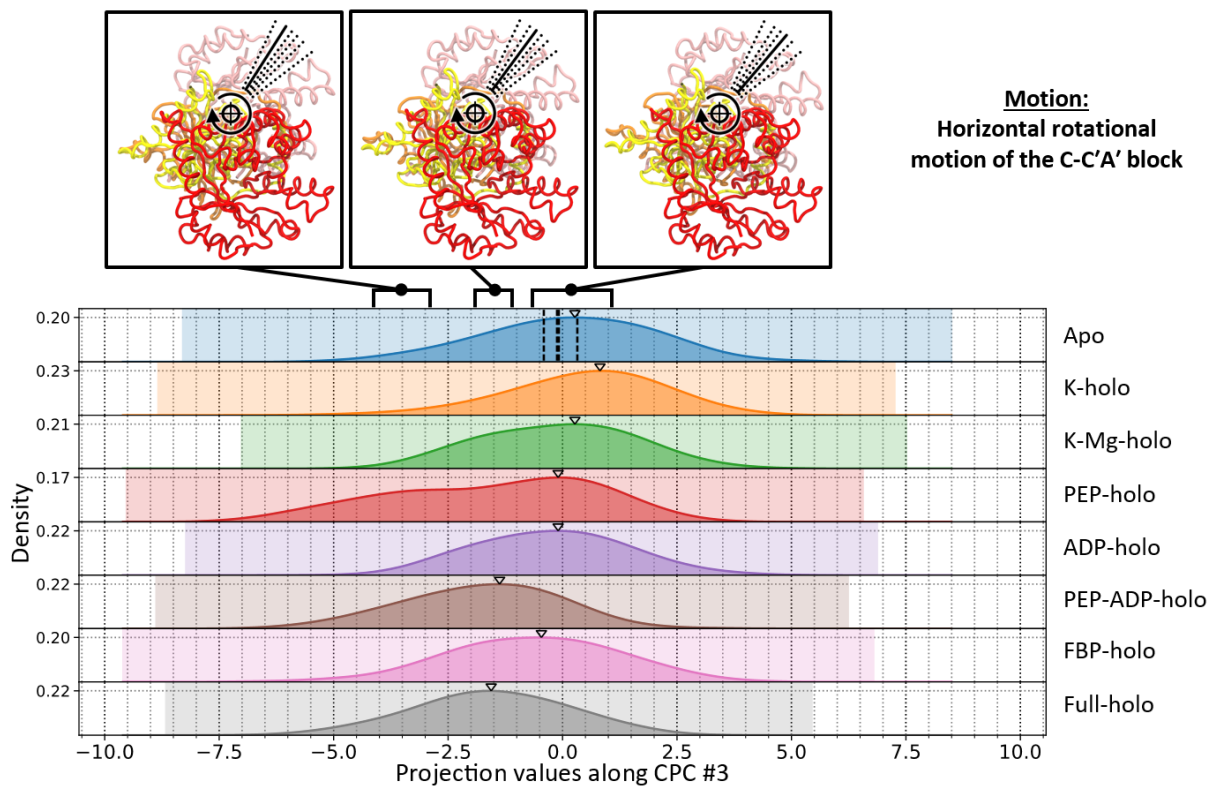 Motion:
Horizontal rotational
motion of the C-C′A′ block
0.20
Apo
0.23
K-holo
0.21
K-Mg-holo
0.17
PEP-holo
0.22
ADP-holo
0.22
PEP-ADP-holo
0.20
FBP-holo
0.22
Full-holo
Density
−10.0 −7.5 −5.0 −2.5 0.0 2.5 5.0 7.5 10.0
Projection values along CPC #3